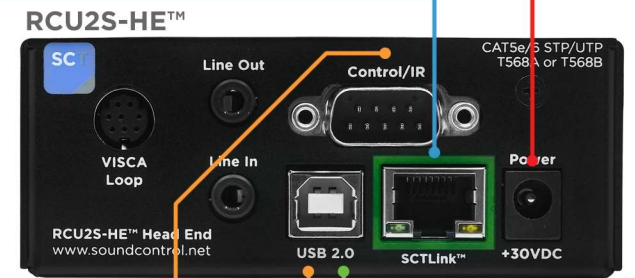 RCU2S-HE™
SCT
Line Out
Control/IR
CAT5e/6 STP/UTP
T568A or T568B
VISCA
Loop
Line In
Power
RCU2S-HE™ Head End
www.soundcontrol.net
USB 2.0
SCTLink™
+30VDC